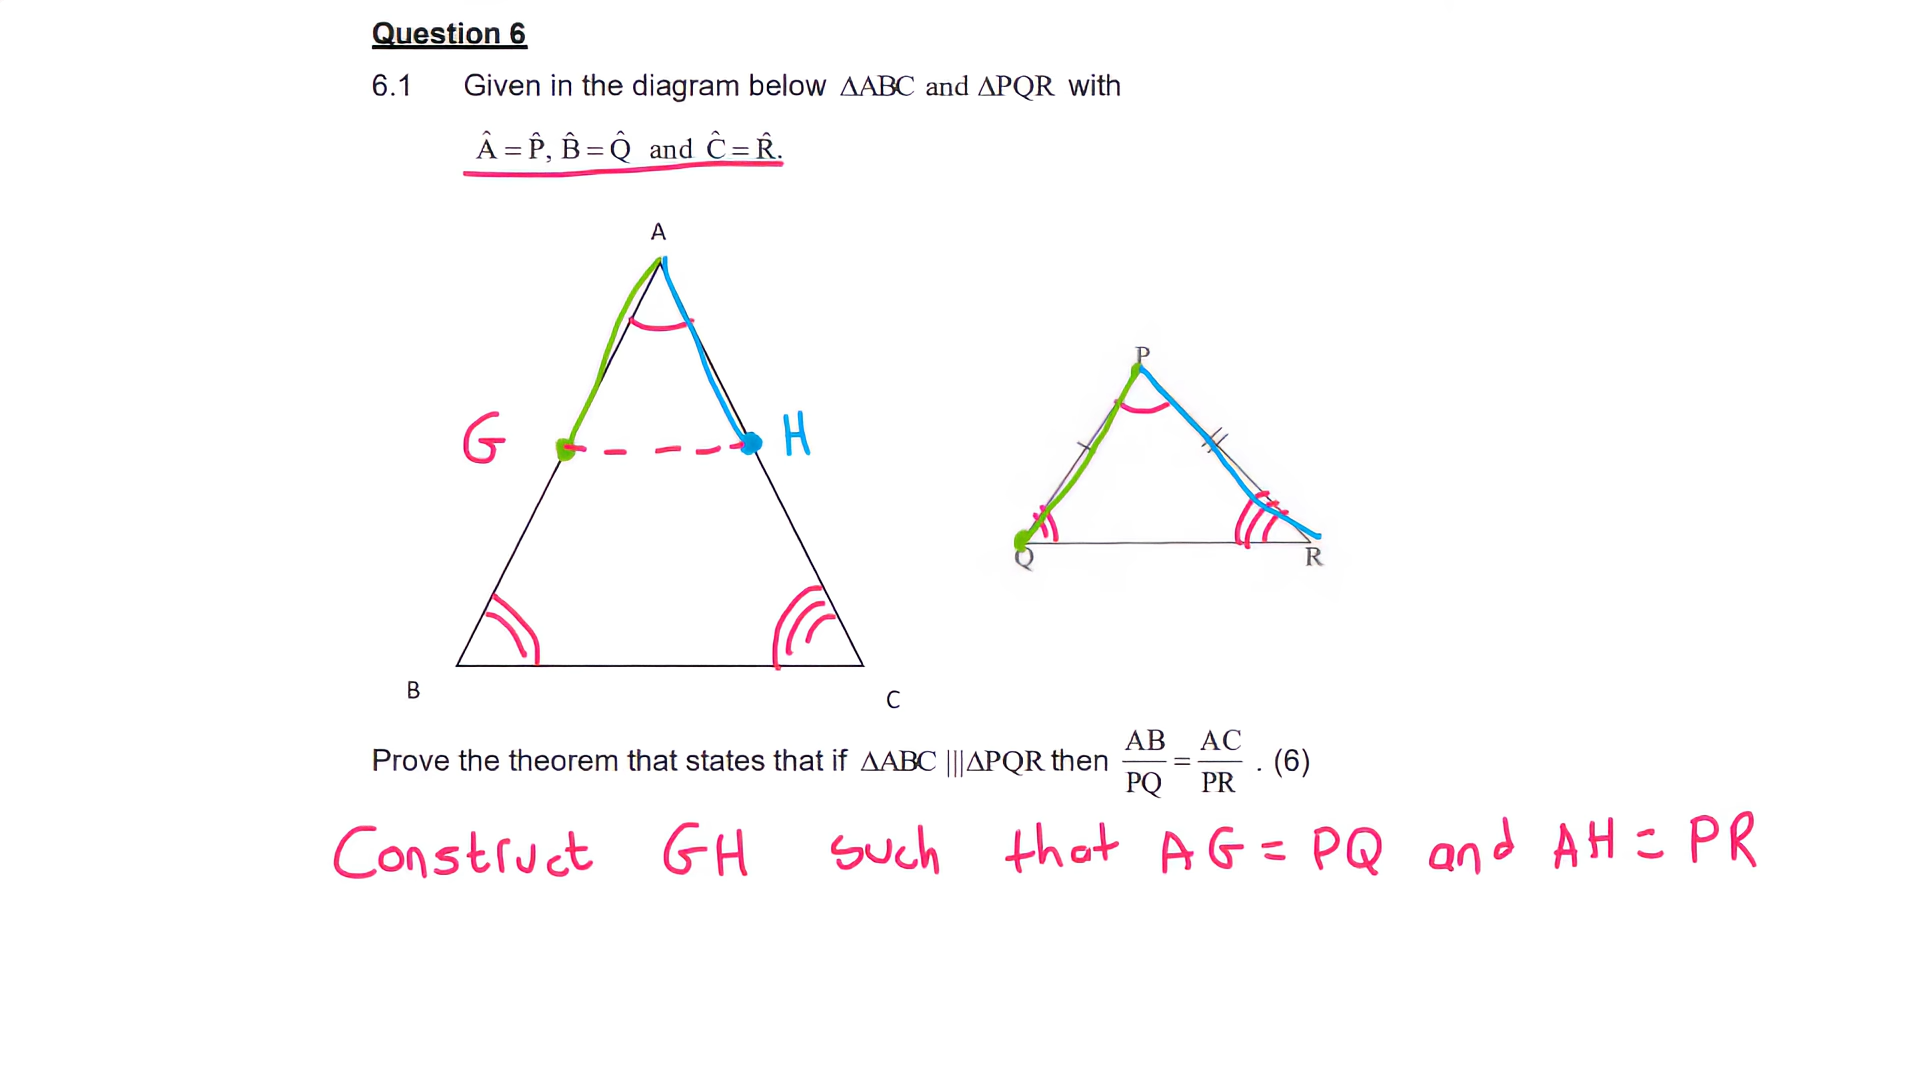 Question 6
6.1 Given in the diagram below ΔABC and ΔPQR with
Â = P̂, B̂ = Q̂ and Ĉ = R̂.
A
P
G
H
Q
R
B
C
Prove the theorem that states that if ΔABC ||| ΔPQR then AB/PQ = AC/PR . (6)
Construct GH such that AG = PQ and AH = PR